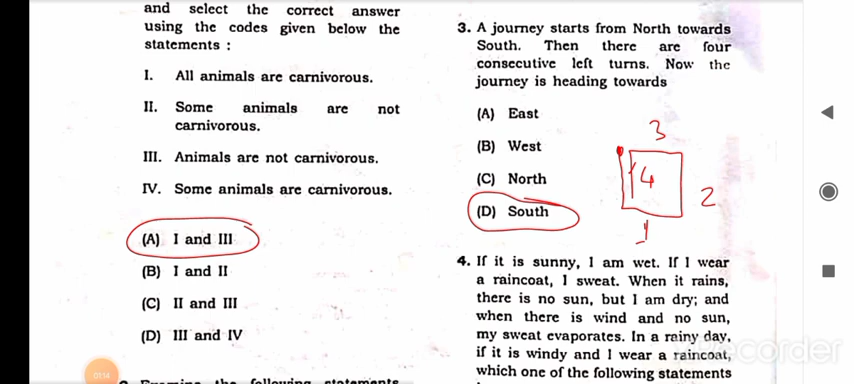 and select the correct answer
using the codes given below the
statements :
I. All animals are carnivorous.
II. Some animals are not
carnivorous.
III. Animals are not carnivorous.
IV. Some animals are carnivorous.
(A) I and III
(B) I and II
(C) II and III
(D) III and IV
01:14
Examine the following statements
3. A journey starts from North towards
South. Then there are four
consecutive left turns. Now the
journey is heading towards
(A) East
(B) West
(C) North
(D) South
3
4
2
1
4. If it is sunny, I am wet. If I wear
a raincoat, I sweat. When it rains,
there is no sun, but I am dry; and
when there is wind and no sun,
my sweat evaporates. In a rainy day,
if it is windy and I wear a raincoat,
which one of the following statements